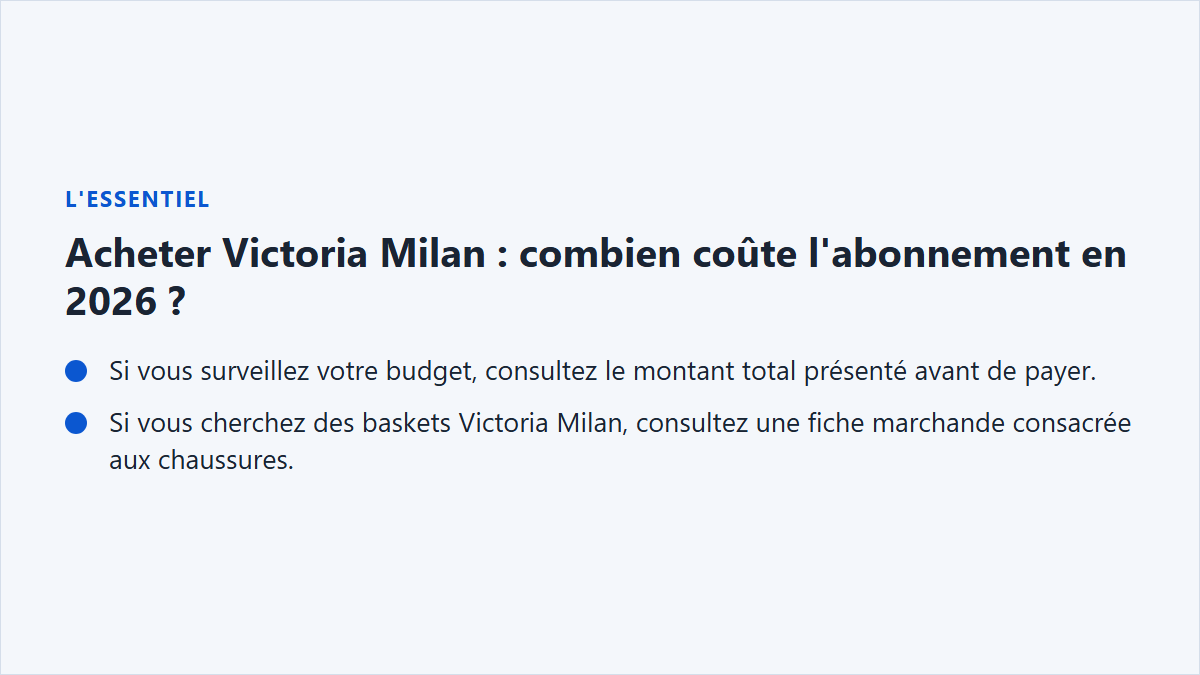 L'ESSENTIEL
Acheter Victoria Milan : combien coûte l'abonnement en
2026 ?
Si vous surveillez votre budget, consultez le montant total présenté avant de payer.
Si vous cherchez des baskets Victoria Milan, consultez une fiche marchande consacrée
aux chaussures.